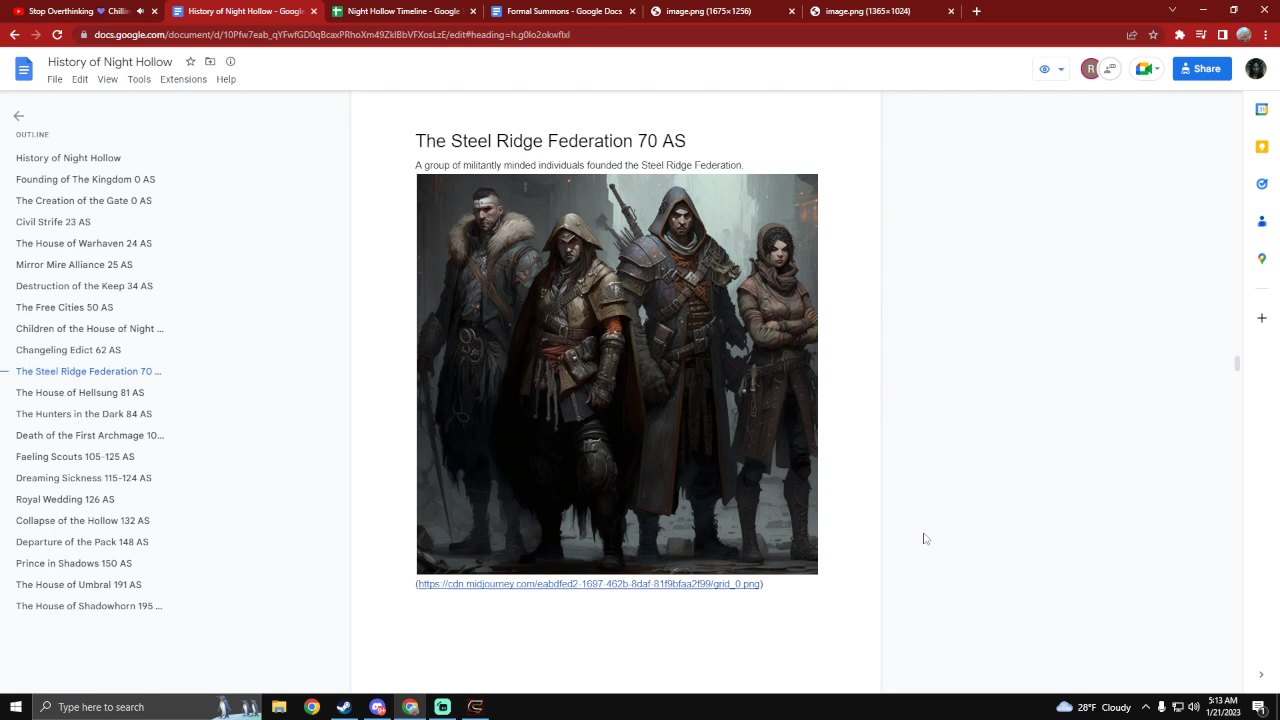 Super Overthinking ♥ Chillin
History of Night Hollow - Google
Night Hollow Timeline - Google
Formal Summons - Google Docs
image.png (1675×1256)
image.png (1365×1024)
docs.google.com/document/d/
History of Night Hollow
File Edit View Tools Extensions Help
R
Share
OUTLINE
History of Night Hollow
Founding of The Kingdom 0 AS
The Creation of the Gate 0 AS
Civil Strife 23 AS
The House of Warhaven 24 AS
Mirror Mire Alliance 25 AS
Destruction of the Keep 34 AS
The Free Cities 50 AS
Children of the House of Night ...
Changeling Edict 62 AS
The Steel Ridge Federation 70 ...
The House of Hellsung 81 AS
The Hunters in the Dark 84 AS
Death of the First Archmage 10...
Faeling Scouts 105-125 AS
Dreaming Sickness 115-124 AS
Royal Wedding 126 AS
Collapse of the Hollow 132 AS
Departure of the Pack 148 AS
Prince in Shadows 150 AS
The House of Umbral 191 AS
The House of Shadowhorn 195 ...
The Steel Ridge Federation 70 AS
A group of militantly minded individuals founded the Steel Ridge Federation.
(https://cdn.midjourney.com/eabdfed2-1697-462b-8daf-81f9bfaa2f99/grid_0.png)
Type here to search
28°F Cloudy
5:13 AM
1/21/2023